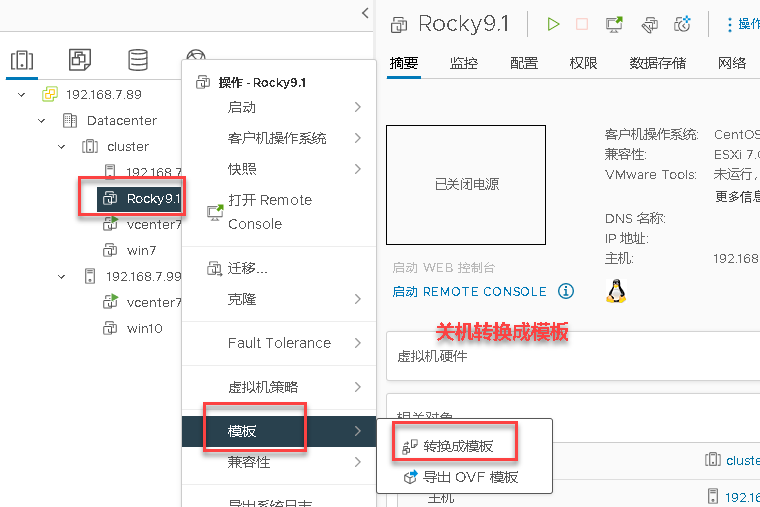 Rocky9.1
操作
192.168.7.89
Datacenter
cluster
192.168.7
Rocky9.1
vcenter7
win7
192.168.7.99
vcenter7
win10
操作 - Rocky9.1
启动
客户机操作系统
快照
打开 Remote
Console
迁移...
克隆
Fault Tolerance
虚拟机策略
模板
兼容性
导出系统日志
转换成模板
导出 OVF 模板
摘要
监控
配置
权限
数据存储
网络
已关闭电源
启动 WEB 控制台
启动 REMOTE CONSOLE
客户机操作系统: CentOS
兼容性: ESXi 7.0
VMware Tools: 未运行,
更多信息
DNS 名称:
IP 地址:
主机: 192.168
关机转换成模板
虚拟机硬件
相关对象
cluste
主机
192.16